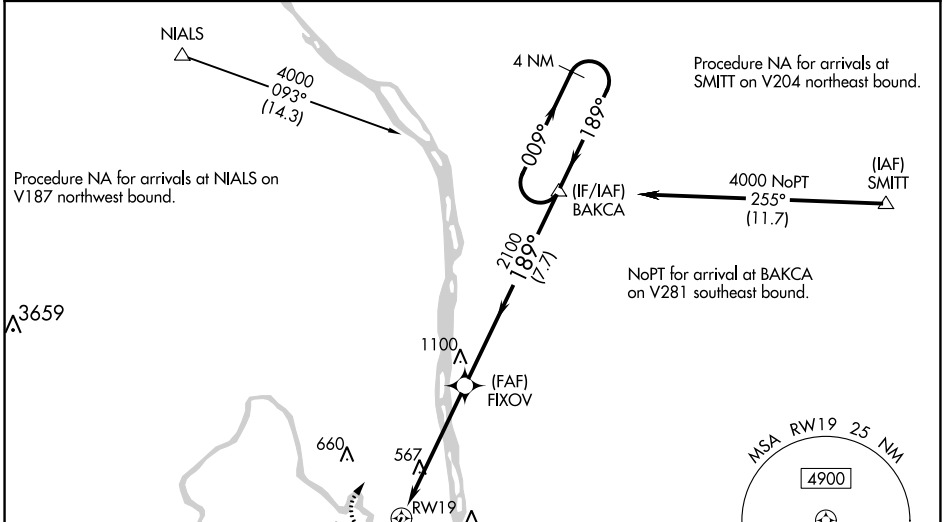 NIALS
4000
093°
(14.3)
4 NM
009°
189°
Procedure NA for arrivals at
SMITT on V204 northeast bound.
Procedure NA for arrivals at NIALS on
V187 northwest bound.
(IF/IAF)
BAKCA
4000 NoPT
255°
(11.7)
(IAF)
SMITT
2100
189°
(7.7)
NoPT for arrival at BAKCA
on V281 southeast bound.
3659
1100
(FAF)
FIXOV
660
567
RW19
MSA RW19 25 NM
4900